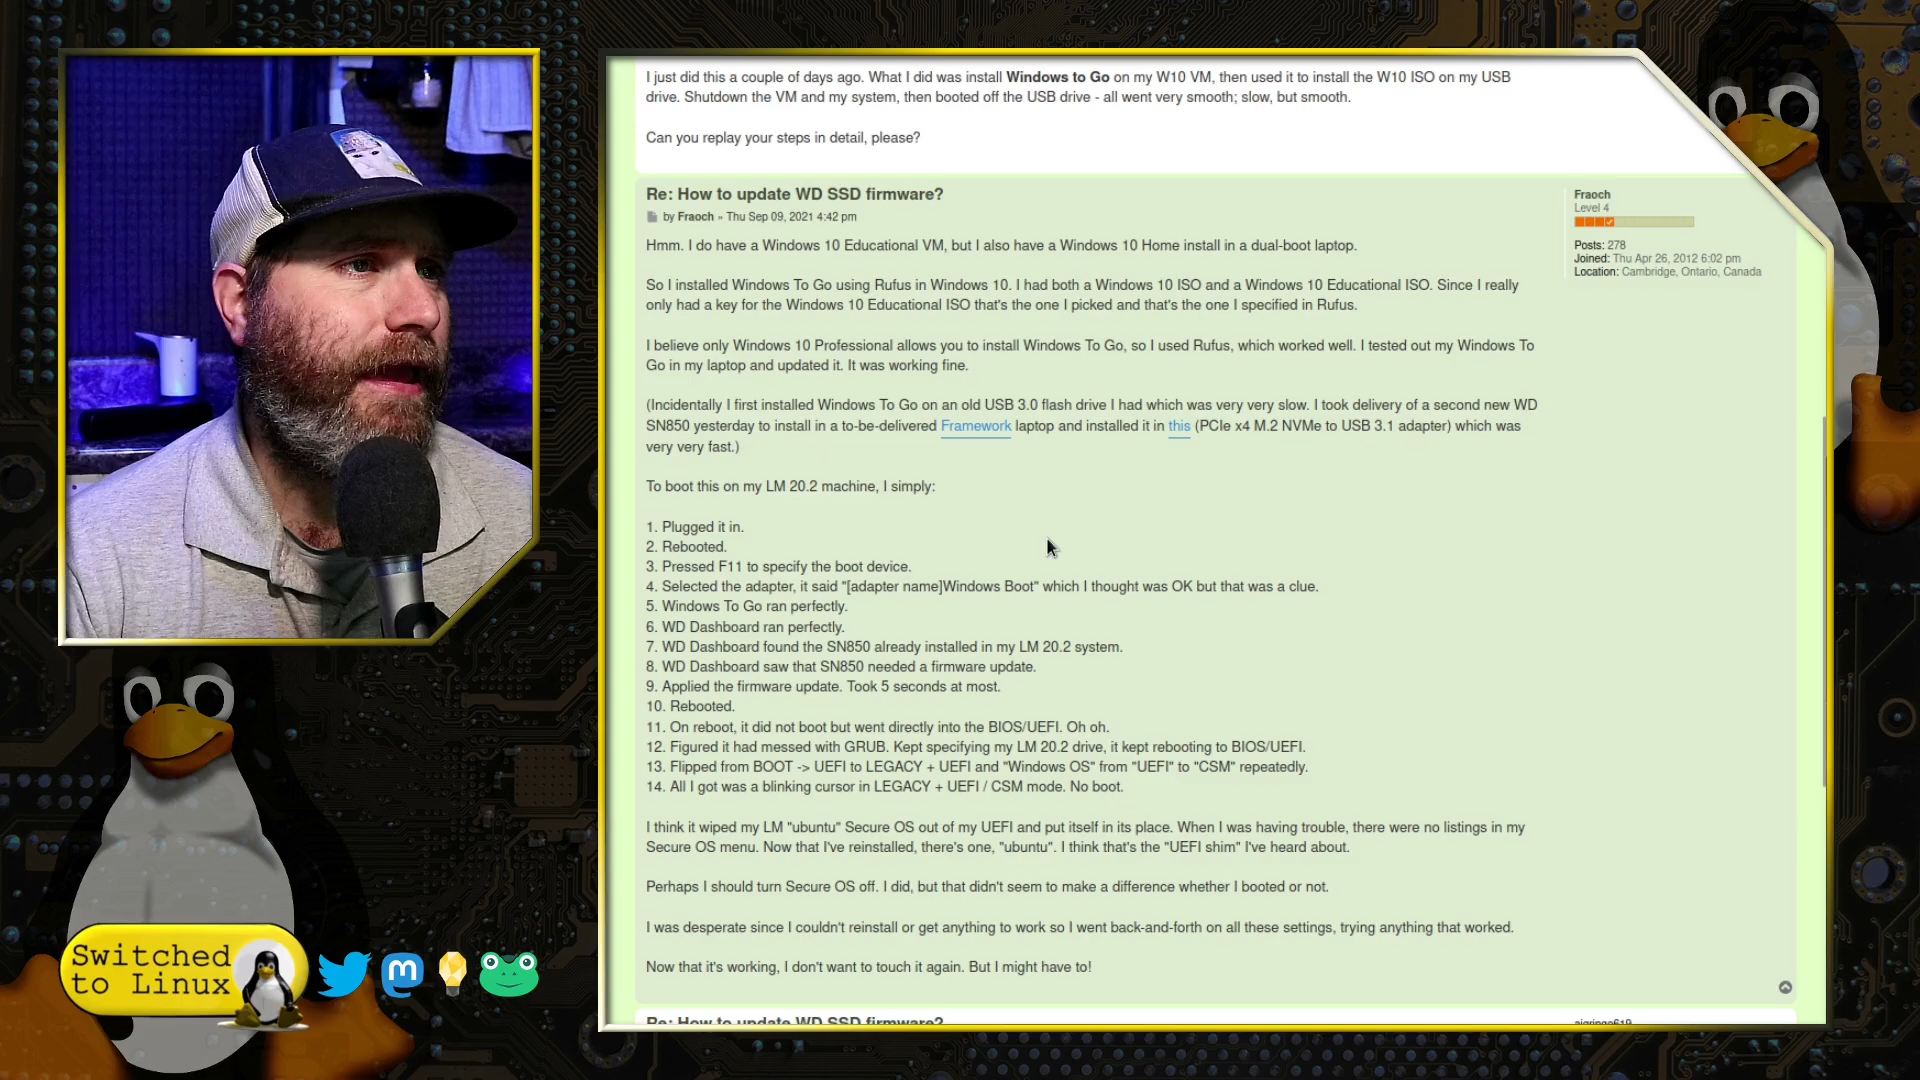 I just did this a couple of days ago. What I did was install Windows to Go on my W10 VM, then used it to install the W10 ISO on my USB
drive. Shutdown the VM and my system, then booted off the USB drive - all went very smooth; slow, but smooth.
Can you replay your steps in detail, please?
Re: How to update WD SSD firmware?
by Fraoch » Thu Sep 09, 2021 4:42 pm
Hmm. I do have a Windows 10 Educational VM, but I also have a Windows 10 Home install in a dual-boot laptop.
So I installed Windows To Go using Rufus in Windows 10. I had both a Windows 10 ISO and a Windows 10 Educational ISO. Since I really
only had a key for the Windows 10 Educational ISO that's the one I picked and that's the one I specified in Rufus.
I believe only Windows 10 Professional allows you to install Windows To Go, so I used Rufus, which worked well. I tested out my Windows To
Go in my laptop and updated it. It was working fine.
(Incidentally I first installed Windows To Go on an old USB 3.0 flash drive I had which was very very slow. I took delivery of a second new WD
SN850 yesterday to install in a to-be-delivered Framework laptop and installed it in this (PCIe x4 M.2 NVMe to USB 3.1 adapter) which was
very very fast.)
To boot this on my LM 20.2 machine, I simply:
1. Plugged it in.
2. Rebooted.
3. Pressed F11 to specify the boot device.
4. Selected the adapter, it said "[adapter name]Windows Boot" which I thought was OK but that was a clue.
5. Windows To Go ran perfectly.
6. WD Dashboard ran perfectly.
7. WD Dashboard found the SN850 already installed in my LM 20.2 system.
8. WD Dashboard saw that SN850 needed a firmware update.
9. Applied the firmware update. Took 5 seconds at most.
10. Rebooted.
11. On reboot, it did not boot but went directly into the BIOS/UEFI. Oh oh.
12. Figured it had messed with GRUB. Kept specifying my LM 20.2 drive, it kept rebooting to BIOS/UEFI.
13. Flipped from BOOT -> UEFI to LEGACY + UEFI and "Windows OS" from "UEFI" to "CSM" repeatedly.
14. All I got was a blinking cursor in LEGACY + UEFI / CSM mode. No boot.
I think it wiped my LM "ubuntu" Secure OS out of my UEFI and put itself in its place. When I was having trouble, there were no listings in my
Secure OS menu. Now that I've reinstalled, there's one, "ubuntu". I think that's the "UEFI shim" I've heard about.
Perhaps I should turn Secure OS off. I did, but that didn't seem to make a difference whether I booted or not.
I was desperate since I couldn't reinstall or get anything to work so I went back-and-forth on all these settings, trying anything that worked.
Now that it's working, I don't want to touch it again. But I might have to!
Fraoch
Level 4
Posts: 278
Joined: Thu Apr 26, 2012 6:02 pm
Location: Cambridge, Ontario, Canada
Re: How to update WD SSD firmware?
Switched
to Linux
m